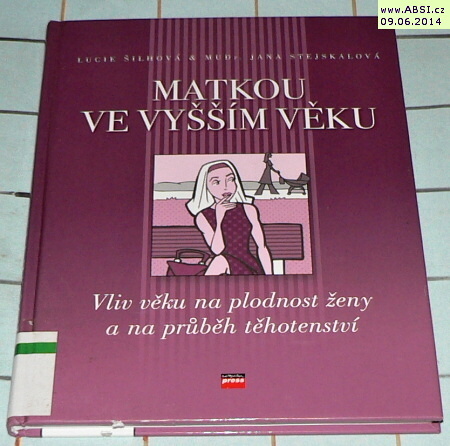 www.ABSI.cz
09.06.2014
LUCIE ŠILHOVÁ & MUDr. JANA STEJSKALOVÁ
MATKOU
VE VYŠŠÍM VĚKU
Vliv věku na plodnost ženy
a na průběh těhotenství
press